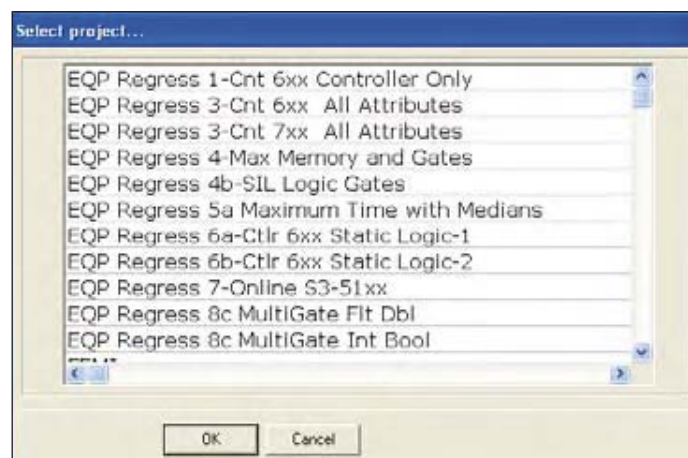 Select project...
EQP Regress 1-Cnt 6xx Controller Only
EQP Regress 3-Cnt 6xx All Attributes
EQP Regress 3-Cnt 7xx All Attributes
EQP Regress 4-Max Memory and Gates
EQP Regress 4b-SIL Logic Gates
EQP Regress 5a Maximum Time with Medians
EQP Regress 6a-Ctlr 6xx Static Logic-1
EQP Regress 6b-Ctlr 6xx Static Logic-2
EQP Regress 7-Online S3-51xx
EQP Regress 8c MultiGate Flt Dbl
EQP Regress 8c MultiGate Int Bool
OK
Cancel